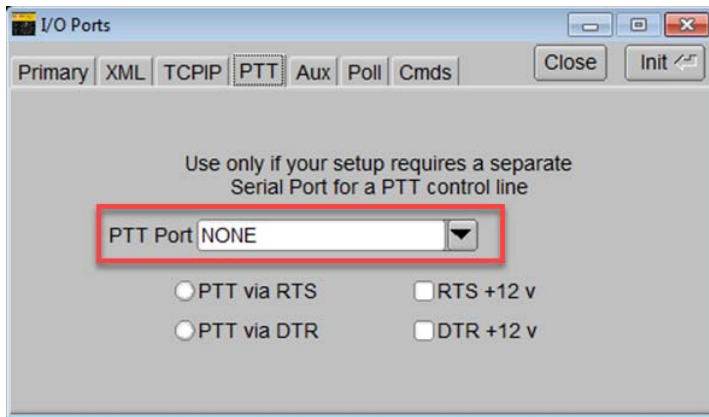 I/O Ports
Primary XML TCPIP PTT Aux Poll Cmds Close Init
Use only if your setup requires a separate
Serial Port for a PTT control line
PTT Port NONE
PTT via RTS RTS +12 v
PTT via DTR DTR +12 v